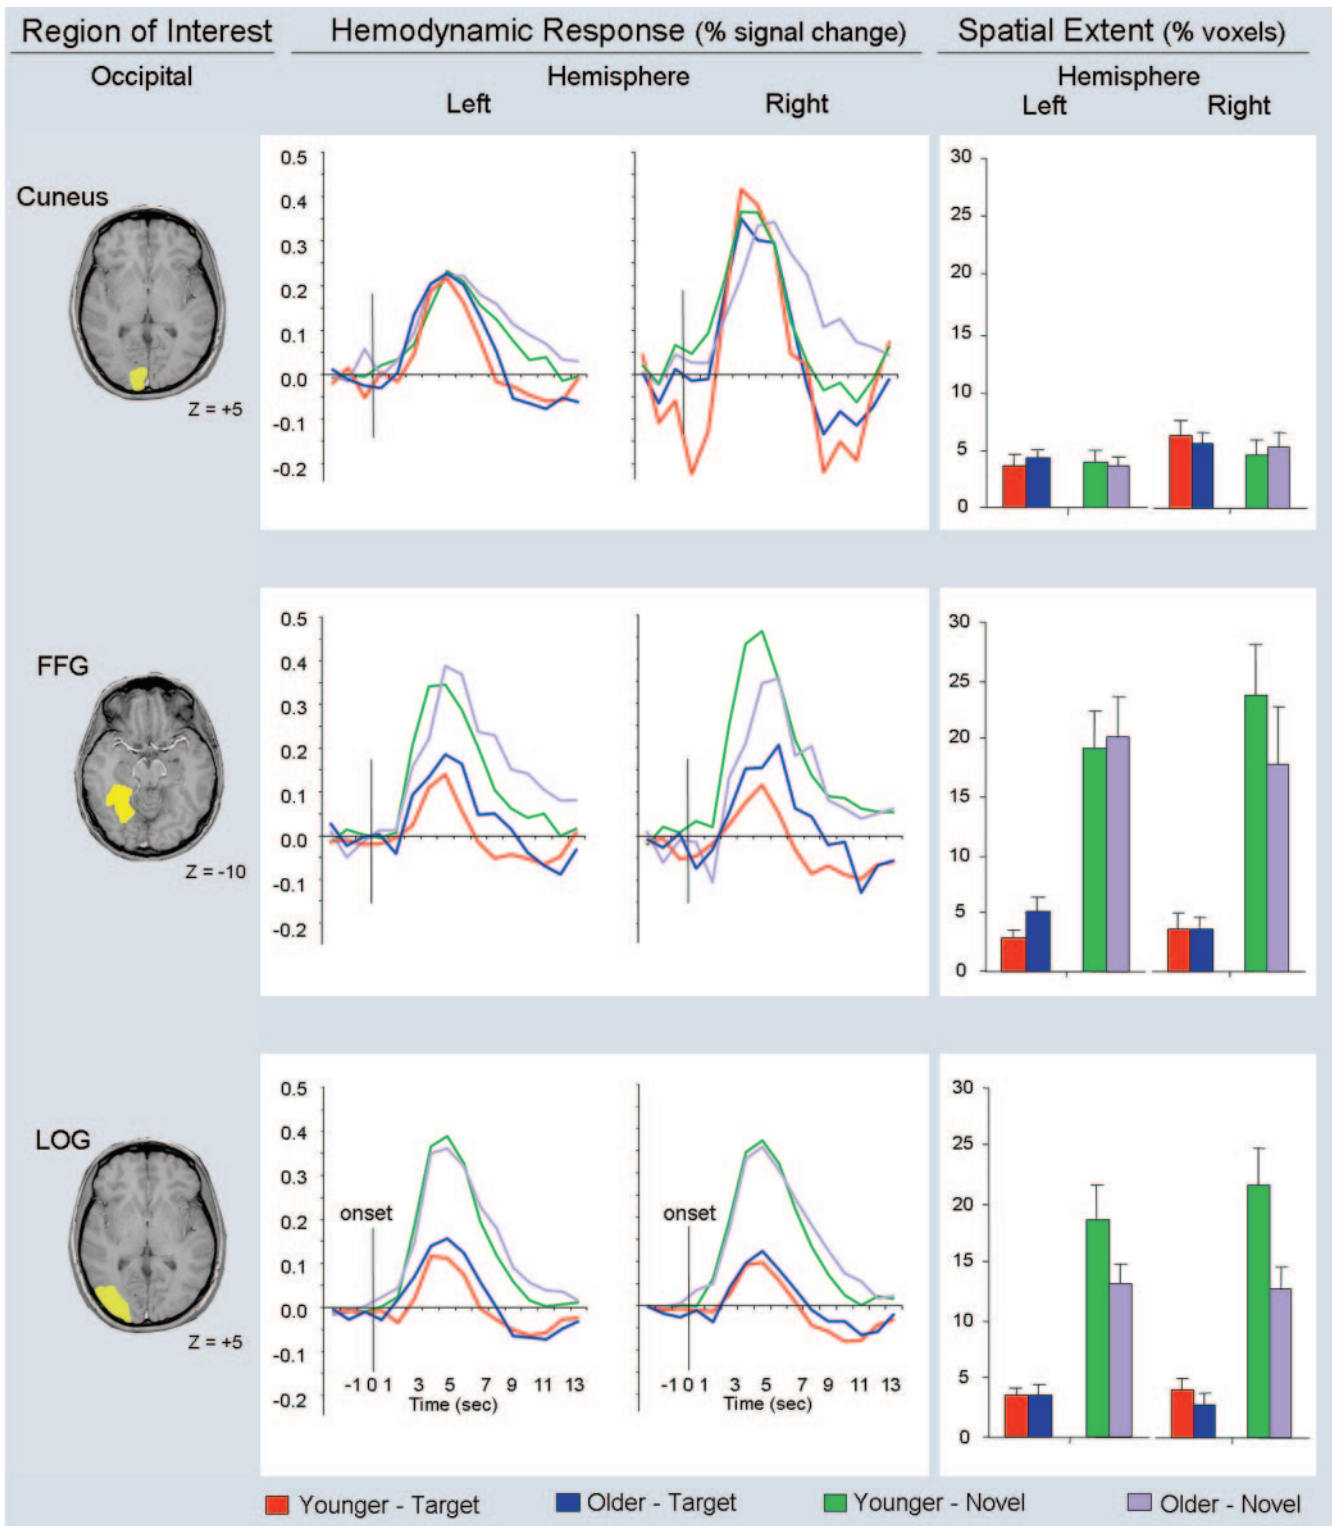 Region of Interest
Hemodynamic Response (% signal change)
Spatial Extent (% voxels)
Occipital
Hemisphere
Hemisphere
Left
Right
Left
Right
Cuneus
Z = +5
0.5
0.4
0.3
0.2
0.1
0.0
-0.1
-0.2
30
25
20
15
10
5
0
FFG
Z = -10
0.5
0.4
0.3
0.2
0.1
0.0
-0.1
-0.2
30
25
20
15
10
5
0
LOG
Z = +5
0.5
0.4
0.3
0.2
0.1
0.0
-0.1
-0.2
onset
-1 0 1 3 5 7 9 11 13
Time (sec)
onset
-1 0 1 3 5 7 9 11 13
Time (sec)
30
25
20
15
10
5
0
Younger - Target
Older - Target
Younger - Novel
Older - Novel